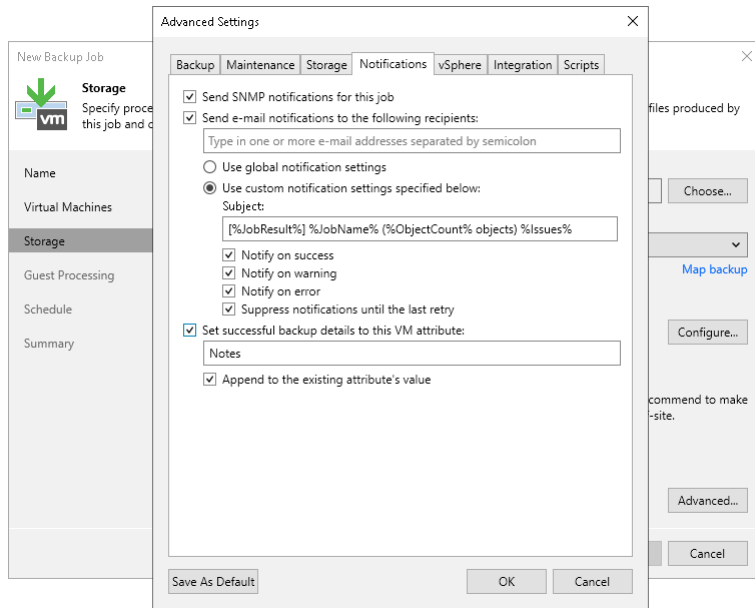 Advanced Settings
New Backup Job
Storage
Specify proce
this job and c
files produced by
vm
Name
Virtual Machines
Storage
Guest Processing
Schedule
Summary
Backup
Maintenance
Storage
Notifications
vSphere
Integration
Scripts
Send SNMP notifications for this job
Send e-mail notifications to the following recipients:
Type in one or more e-mail addresses separated by semicolon
Use global notification settings
Use custom notification settings specified below:
Subject:
[%JobResult%] %JobName% (%ObjectCount% objects) %Issues%
Notify on success
Notify on warning
Notify on error
Suppress notifications until the last retry
Set successful backup details to this VM attribute:
Notes
Append to the existing attribute's value
Choose...
Map backup
Configure...
commend to make
-site.
Advanced...
Cancel
Save As Default
OK
Cancel